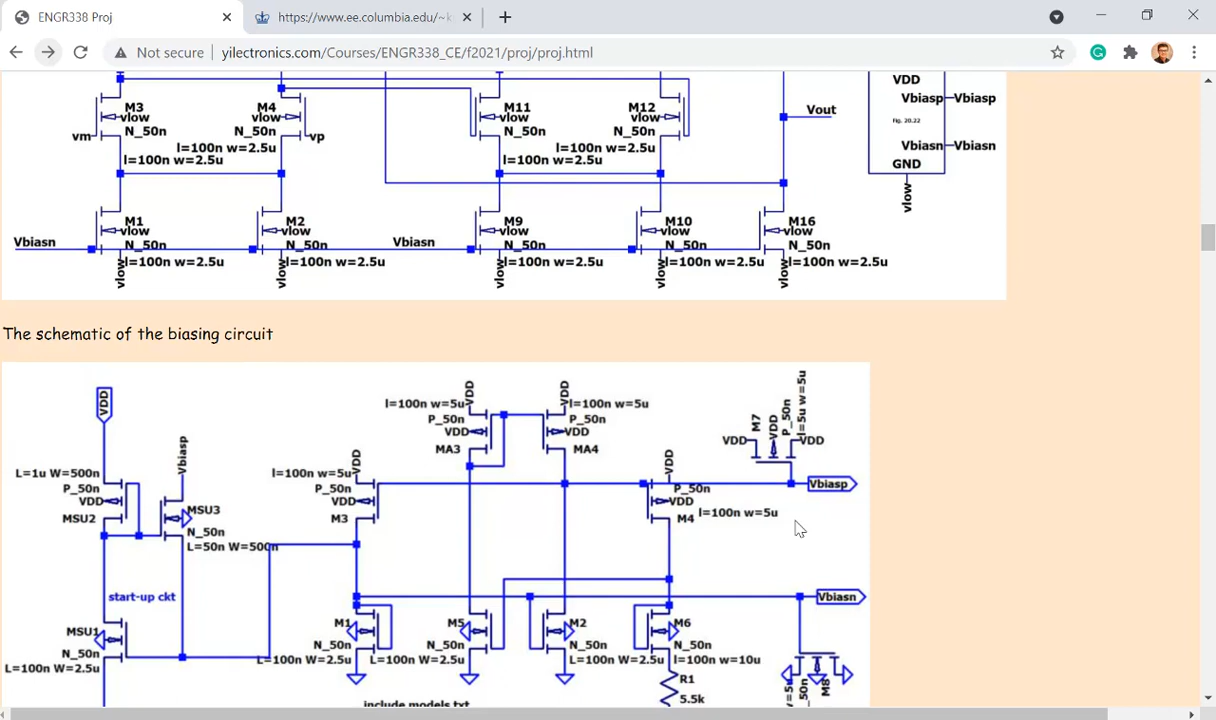 ENGR338 Proj
https://www.ee.columbia.edu/~k
Not secure
yilectronics.com/Courses/ENGR338_CE/f2021/proj/proj.html
M3
vlow
N_50n
l=100n w=2.5u
vm
M4
vlow
N_50n
l=100n w=2.5u
vp
M11
vlow
N_50n
l=100n w=2.5u
M12
vlow
N_50n
l=100n w=2.5u
Vout
VDD
Vbiasp
Vbiasp
Fig. 20.22
Vbiasn
Vbiasn
GND
vlow
Vbiasn
M1
vlow
N_50n
l=100n w=2.5u
vlow
M2
vlow
N_50n
l=100n w=2.5u
vlow
Vbiasn
M9
vlow
N_50n
l=100n w=2.5u
vlow
M10
vlow
N_50n
l=100n w=2.5u
vlow
M16
vlow
N_50n
l=100n w=2.5u
vlow
The schematic of the biasing circuit
VDD
L=1u W=500n
P_50n
VDD
MSU2
Vbiasp
MSU3
N_50n
L=50n W=500n
start-up ckt
MSU1
N_50n
L=100n W=2.5u
VDD
l=100n w=5u
P_50n
VDD
M3
VDD
l=100n w=5u
P_50n
VDD
MA3
VDD
l=100n w=5u
P_50n
VDD
MA4
VDD
P_50n
VDD
M4
l=100n w=5u
M7
VDD
VDD
P_50n
l=5u w=5u
VDD
Vbiasp
Vbiasn
M1
N_50n
L=100n W=2.5u
M5
N_50n
L=100n W=2.5u
M2
N_50n
L=100n W=2.5u
M6
N_50n
l=100n w=10u
R1
5.5k
w=5u
50n
M8
include models.txt